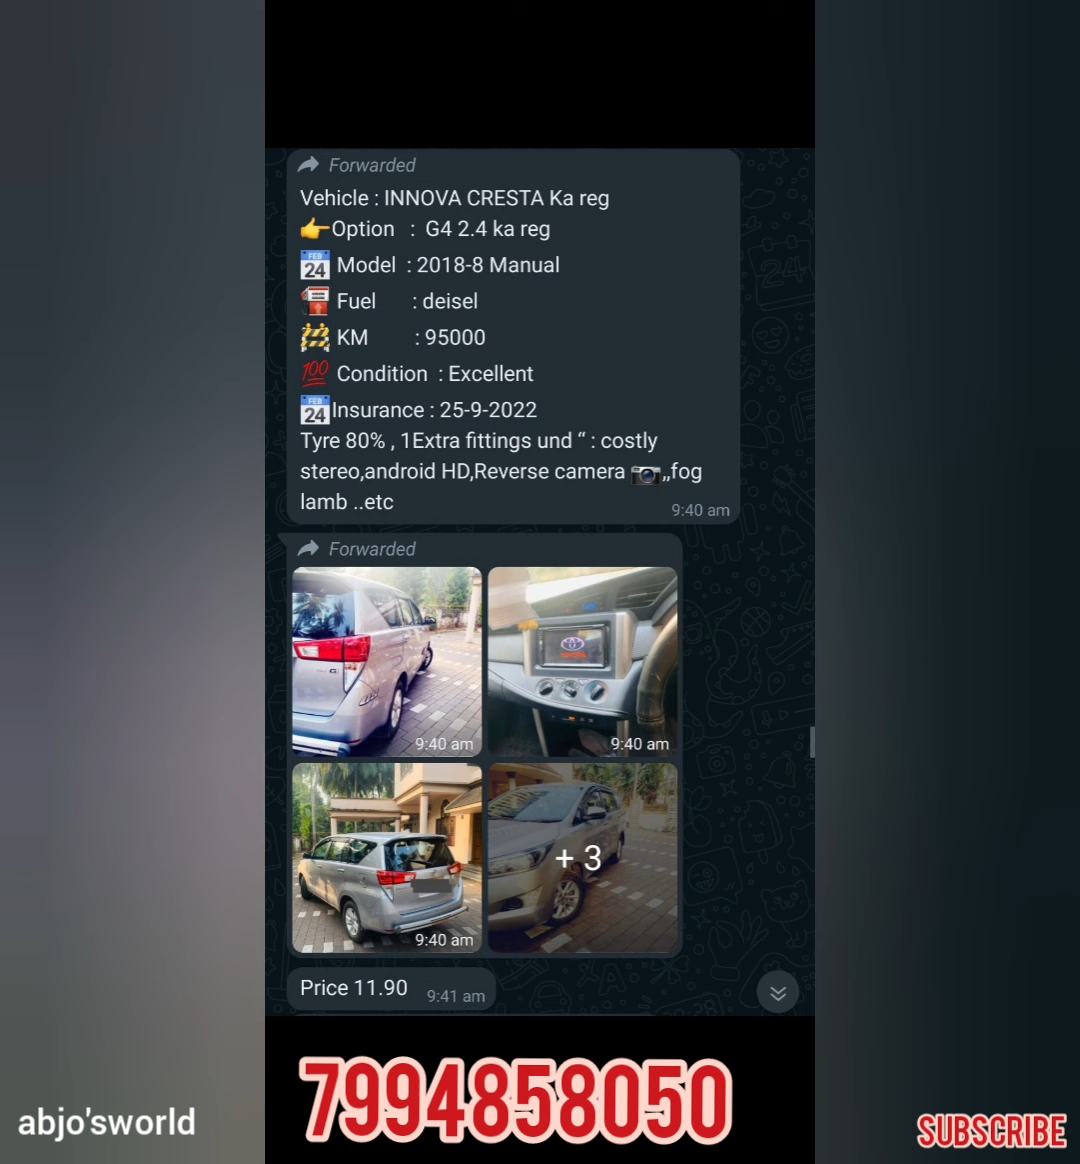 Forwarded
Vehicle : INNOVA CRESTA Ka reg
👉Option : G4 2.4 ka reg
📅 Model : 2018-8 Manual
⛽ Fuel : deisel
🚧 KM : 95000
💯 Condition : Excellent
📅Insurance : 25-9-2022
Tyre 80% , 1Extra fittings und “ : costly
stereo,android HD,Reverse camera 📷,,fog
lamb ..etc
9:40 am
Forwarded
G
TOYOTA
9:40 am
9:40 am
9:40 am
+ 3
Price 11.90
9:41 am
7994858050
abjo'sworld
SUBSCRIBE